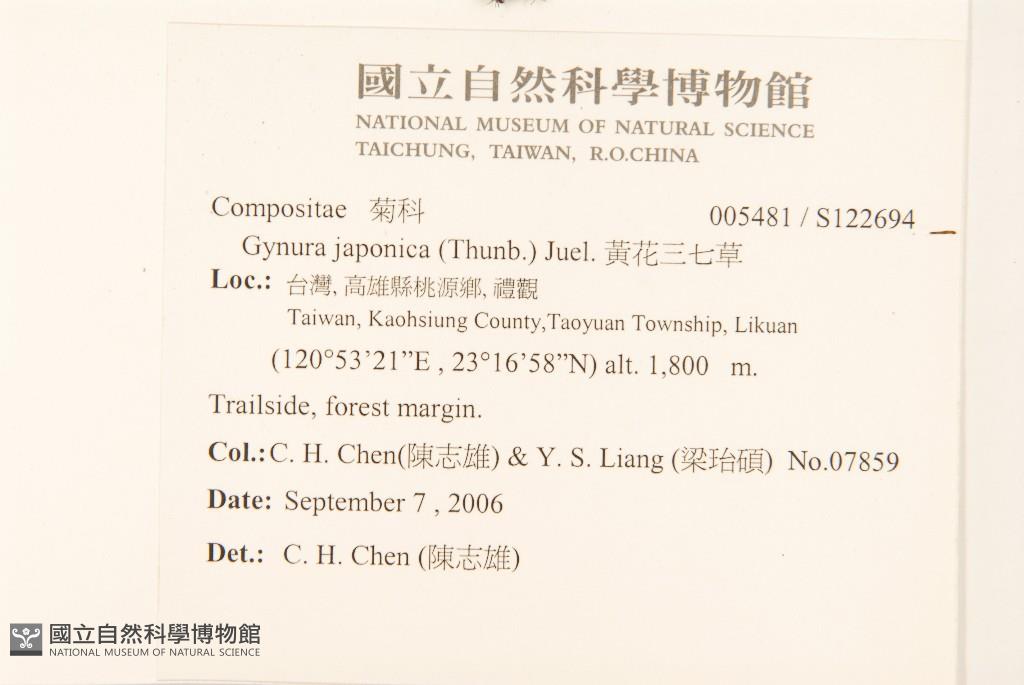 國立自然科學博物館
NATIONAL MUSEUM OF NATURAL SCIENCE
TAICHUNG, TAIWAN, R.O.CHINA
Compositae 菊科 005481 / S122694
Gynura japonica (Thunb.) Juel. 黃花三七草
Loc.: 台灣, 高雄縣桃源鄉, 禮觀
Taiwan, Kaohsiung County,Taoyuan Township, Likuan
(120°53’21”E , 23°16’58”N) alt. 1,800 m.
Trailside, forest margin.
Col.: C. H. Chen(陳志雄) & Y. S. Liang (梁珆碩) No.07859
Date: September 7 , 2006
Det.: C. H. Chen (陳志雄)
國立自然科學博物館
NATIONAL MUSEUM OF NATURAL SCIENCE